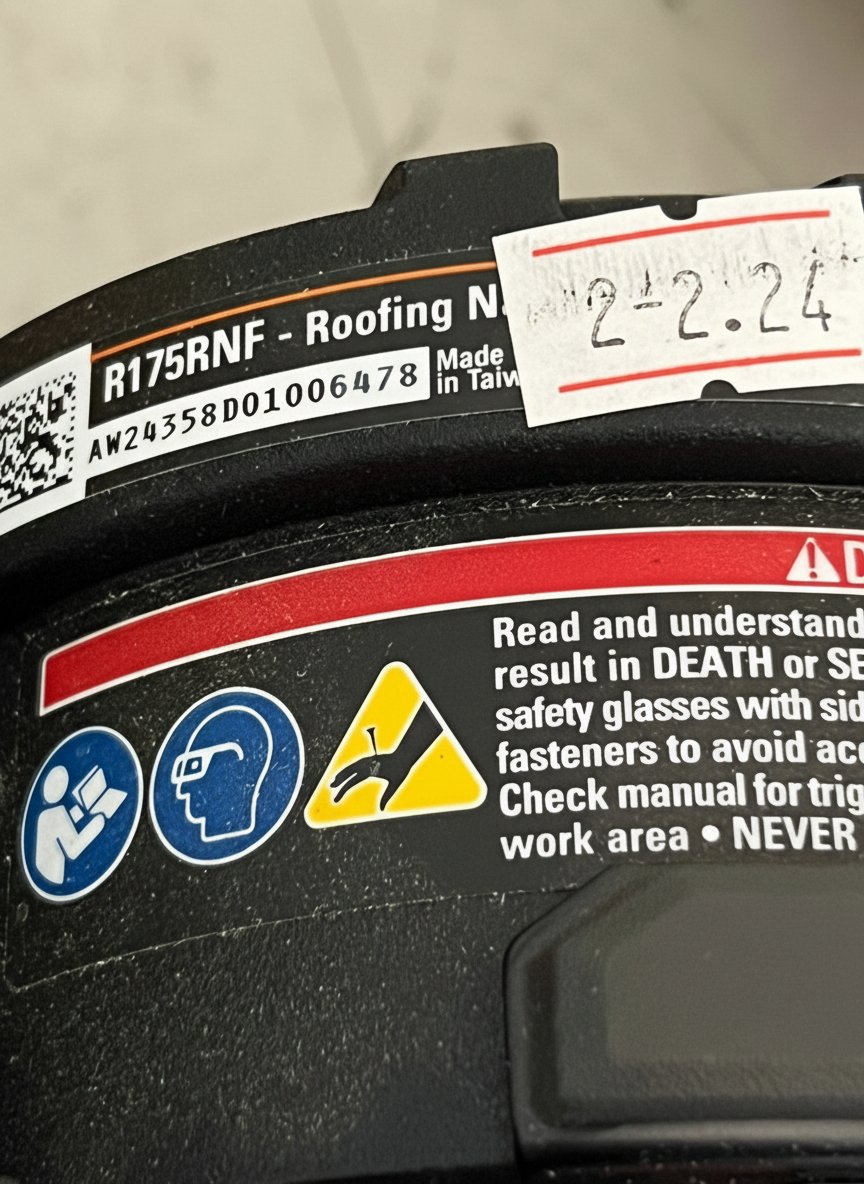 R175RNF - Roofing N
AW24358D01006478
Made
in Taiw
2-2.24
Read and understand
result in DEATH or SE
safety glasses with sid
fasteners to avoid acc
Check manual for trig
work area • NEVER